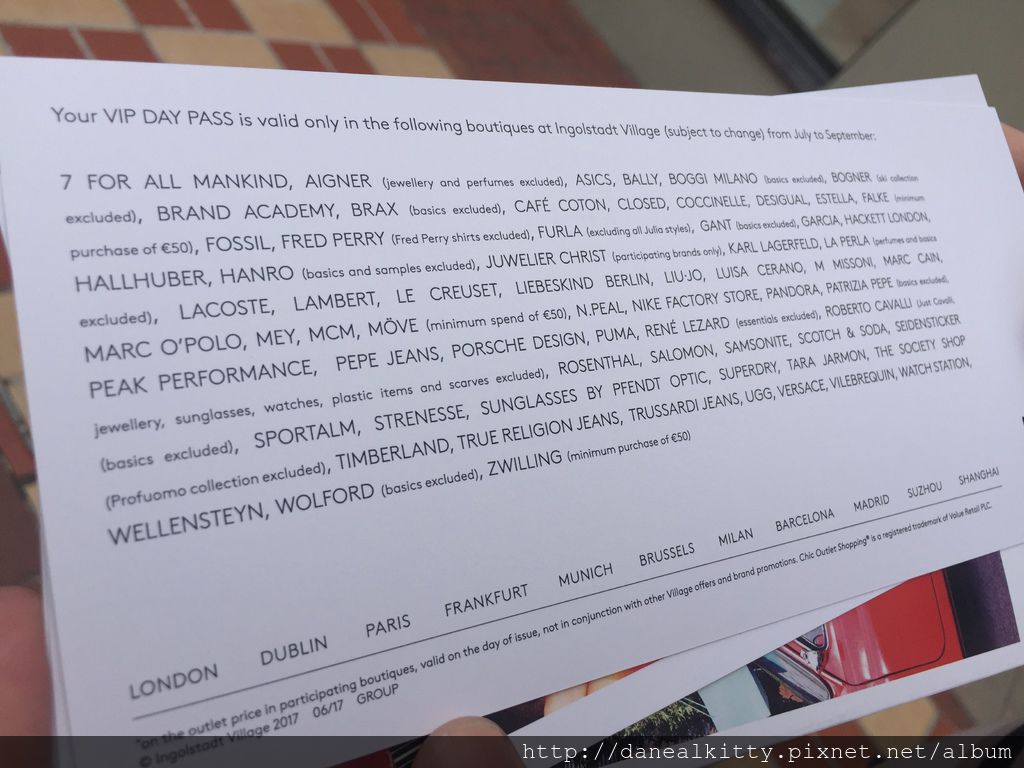 Your VIP DAY PASS is valid only in the following boutiques at Ingolstadt Village (subject to change) from July to September:
7 FOR ALL MANKIND, AIGNER (jewellery and perfumes excluded), ASICS, BALLY, BOGGI MILANO (basics excluded), BOGNER (ski collection
excluded), BRAND ACADEMY, BRAX (basics excluded), CAFÉ COTON, CLOSED, COCCINELLE, DESIGUAL, ESTELLA, FALKE (minimum
purchase of €50), FOSSIL, FRED PERRY (Fred Perry shirts excluded), FURLA (excluding all Julia styles), GANT (basics excluded), GARCIA, HACKETT LONDON,
HALLHUBER, HANRO (basics and samples excluded), JUWELIER CHRIST (participating brands only), KARL LAGERFELD, LA PERLA (perfumes and basics
excluded), LACOSTE, LAMBERT, LE CREUSET, LIEBESKIND BERLIN, LIU·JO, LUISA CERANO, M MISSONI, MARC CAIN,
MARC O'POLO, MEY, MCM, MÖVE (minimum spend of €50), N.PEAL, NIKE FACTORY STORE, PANDORA, PATRIZIA PEPE (basics excluded),
PEAK PERFORMANCE, PEPE JEANS, PORSCHE DESIGN, PUMA, RENÉ LEZARD (essentials excluded), ROBERTO CAVALLI (Just Cavalli,
jewellery, sunglasses, watches, plastic items and scarves excluded), ROSENTHAL, SALOMON, SAMSONITE, SCOTCH & SODA, SEIDENSTICKER
(basics excluded), SPORTALM, STRENESSE, SUNGLASSES BY PFENDT OPTIC, SUPERDRY, TARA JARMON, THE SOCIETY SHOP
(Profuomo collection excluded), TIMBERLAND, TRUE RELIGION JEANS, TRUSSARDI JEANS, UGG, VERSACE, VILEBREQUIN, WATCH STATION,
WELLENSTEYN, WOLFORD (basics excluded), ZWILLING (minimum purchase of €50)
LONDON DUBLIN PARIS FRANKFURT MUNICH BRUSSELS MILAN BARCELONA MADRID SUZHOU SHANGHAI
*on the outlet price in participating boutiques, valid on the day of issue, not in conjunction with other Village offers and brand promotions. Chic Outlet Shopping® is a registered trademark of Value Retail PLC.
© Ingolstadt Village 2017 06/17 GROUP
http://danealkitty.pixnet.net/album